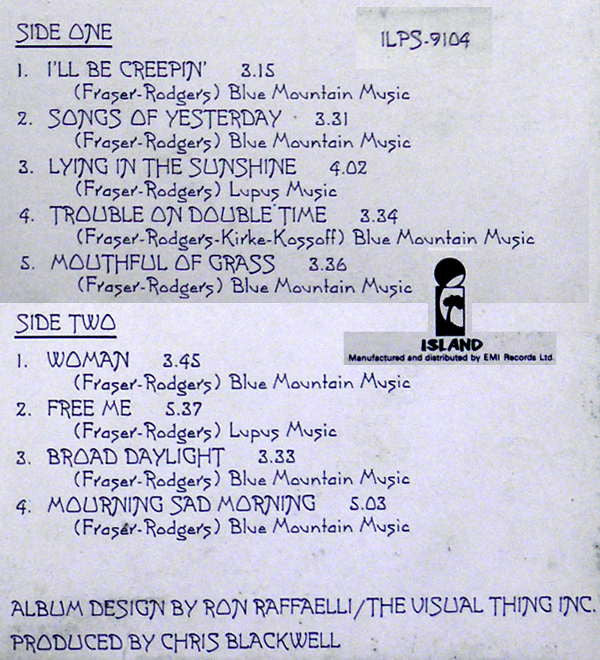 SIDE ONE
ILPS-9104
1. I'LL BE CREEPIN' 3.15
(Fraser-Rodgers) Blue Mountain Music
2. SONGS OF YESTERDAY 3.31
(Fraser-Rodgers) Blue Mountain Music
3. LYING IN THE SUNSHINE 4.02
(Fraser-Rodgers) Lupus Music
4. TROUBLE ON DOUBLE TIME 3.34
(Fraser-Rodgers-Kirke-Kossoff) Blue Mountain Music
5. MOUTHFUL OF GRASS 3.36
(Fraser-Rodgers) Blue Mountain Music
ISLAND
Manufactured and distributed by EMI Records Ltd.
SIDE TWO
1. WOMAN 3.45
(Fraser-Rodgers) Blue Mountain Music
2. FREE ME 5.37
(Fraser-Rodgers) Lupus Music
3. BROAD DAYLIGHT 3.33
(Fraser-Rodgers) Blue Mountain Music
4. MOURNING SAD MORNING 5.03
(Fraser-Rodgers) Blue Mountain Music
ALBUM DESIGN BY RON RAFFAELLI/THE VISUAL THING INC.
PRODUCED BY CHRIS BLACKWELL